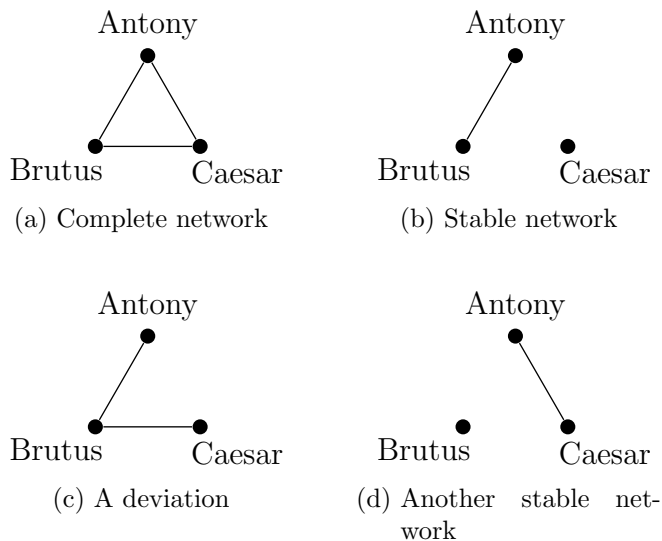 Antony
Antony
Brutus
Caesar
Brutus
Caesar
(a) Complete network
(b) Stable network
Antony
Antony
Brutus
Caesar
Brutus
Caesar
(c) A deviation
(d) Another stable net-
work